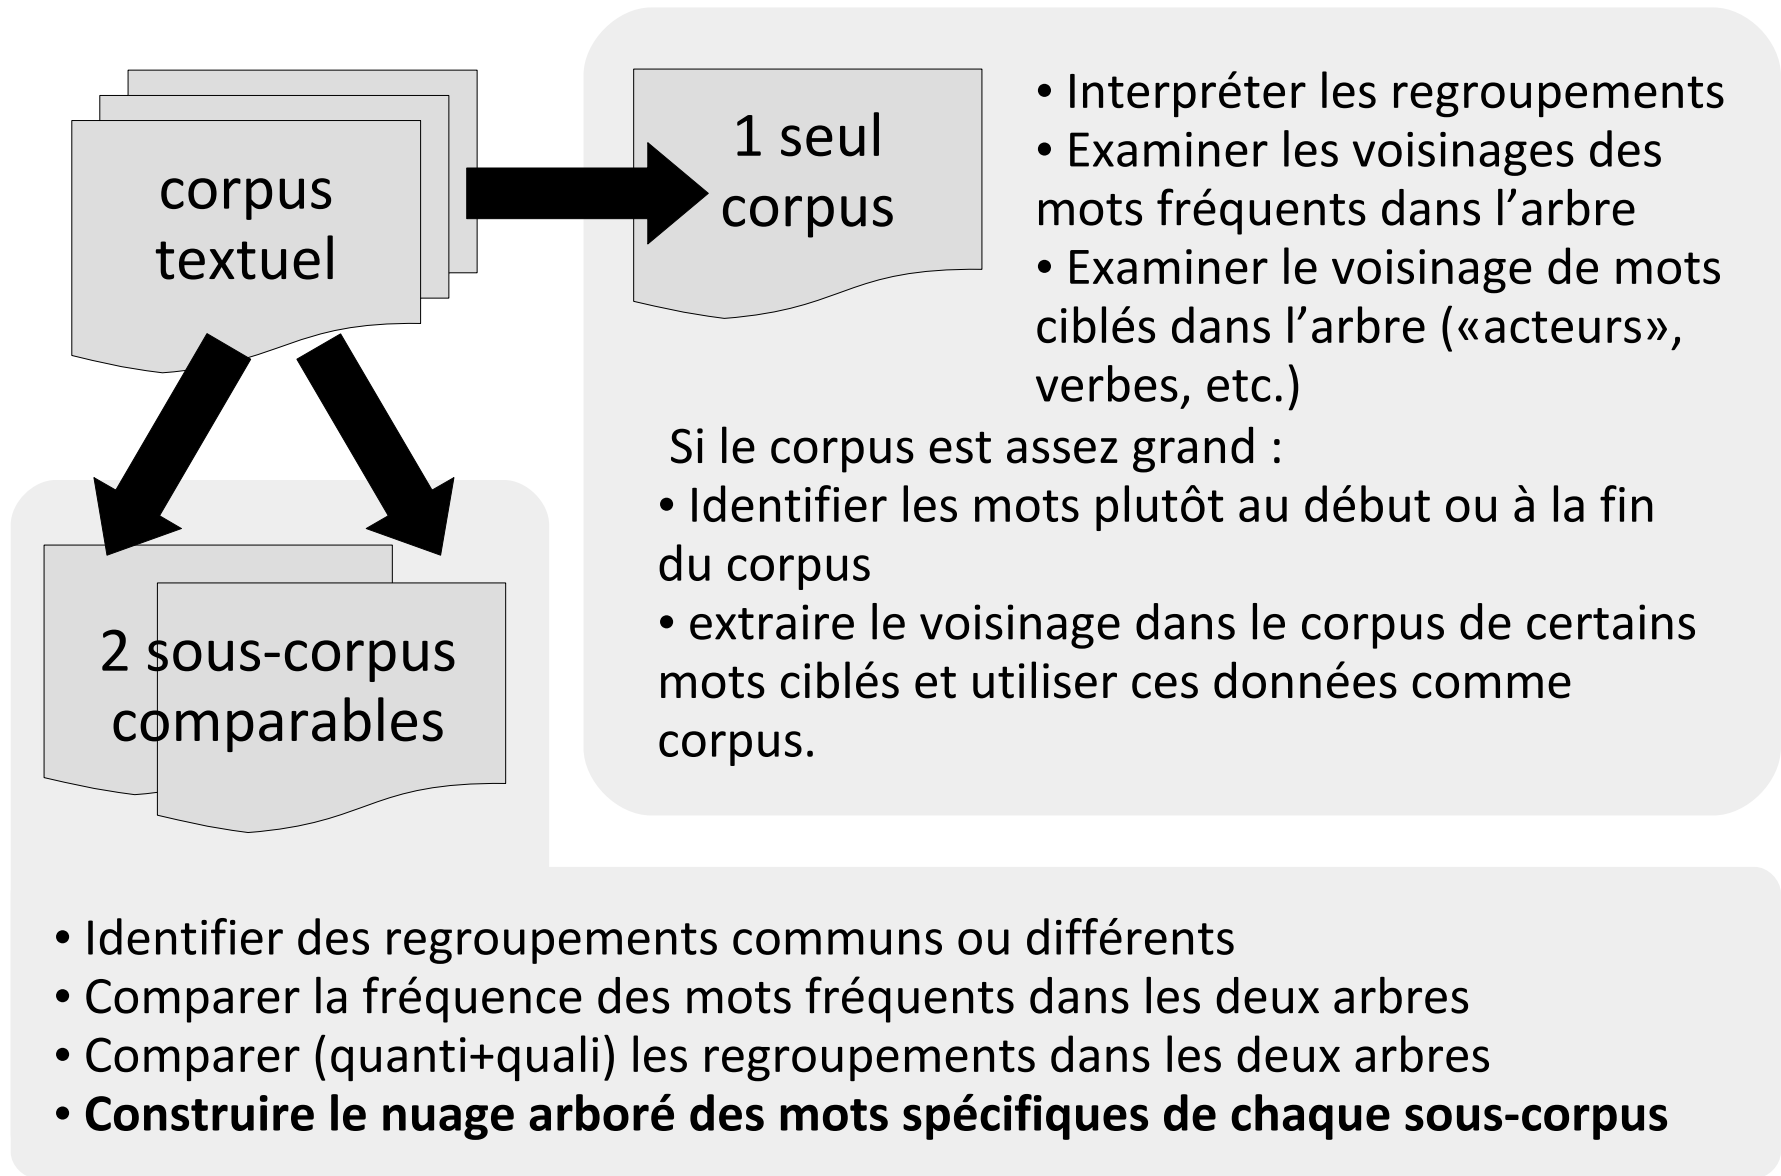 corpus
textuel
1 seul
corpus
• Interpréter les regroupements
• Examiner les voisinages des
mots fréquents dans l’arbre
• Examiner le voisinage de mots
ciblés dans l’arbre («acteurs»,
verbes, etc.)
Si le corpus est assez grand :
• Identifier les mots plutôt au début ou à la fin
du corpus
• extraire le voisinage dans le corpus de certains
mots ciblés et utiliser ces données comme
corpus.
2 sous-corpus
comparables
• Identifier des regroupements communs ou différents
• Comparer la fréquence des mots fréquents dans les deux arbres
• Comparer (quanti+quali) les regroupements dans les deux arbres
• Construire le nuage arboré des mots spécifiques de chaque sous-corpus